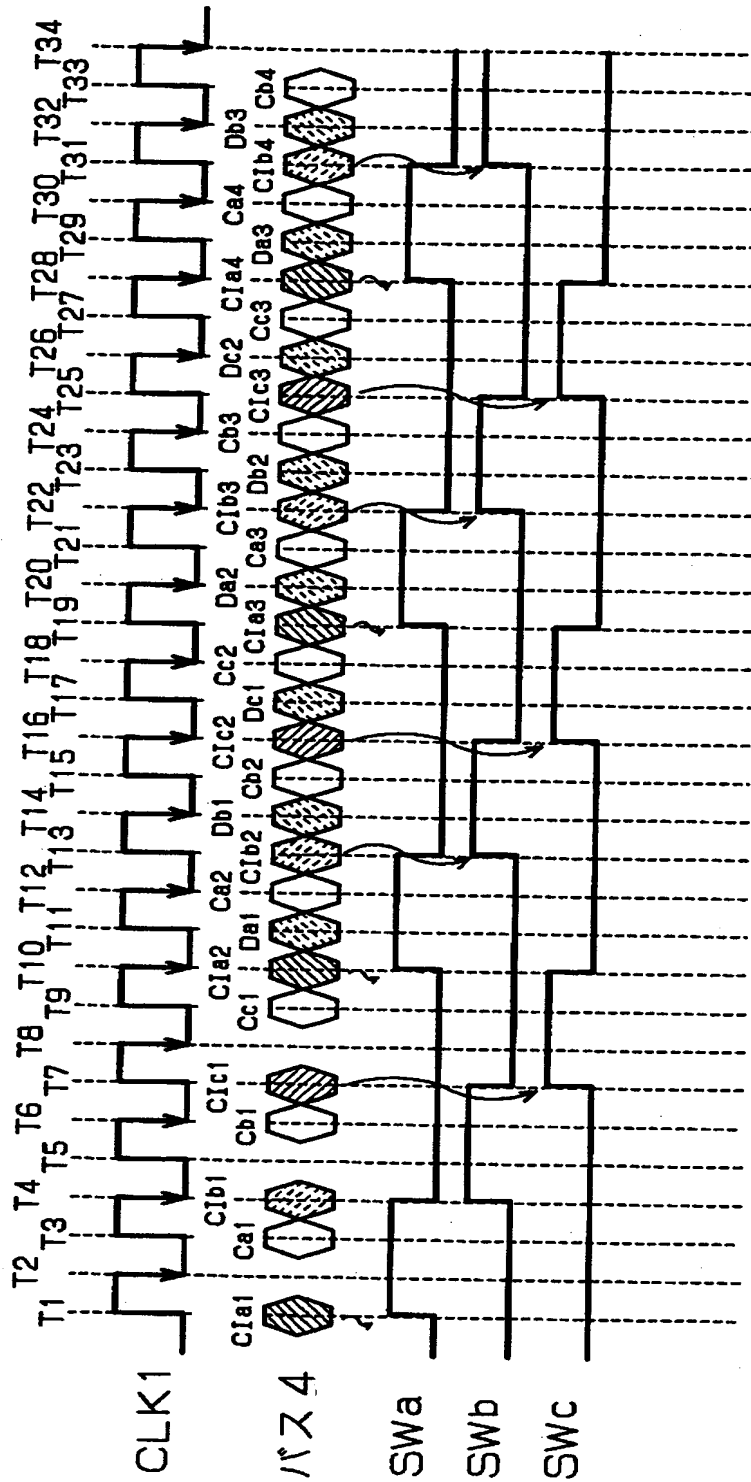 T1 T2 T3 T4 T5 T6 T7 T8 T9 T10 T11 T12 T13 T14 T15 T16 T17 T18 T19 T20 T21 T22 T23 T24 T25 T26 T27 T28 T29 T30 T31 T32 T33 T34
CLK1
CIa1 Ca1 CIb1 Cb1 CIc1 Cc1 CIa2 Da1 Ca2 CIb2 Db1 Cb2 CIc2 Dc1 Cc2 CIa3 Da2 Ca3 CIb3 Db2 Cb3 CIc3 Dc2 Cc3 CIa4 Da3 Ca4 CIb4 Db3 Cb4
バス4
SWa
SWb
SWc